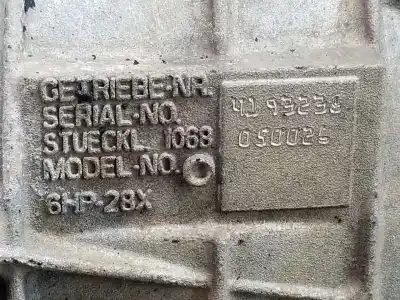 GETRIEBE-NR.
SERIAL-NO.
STUECKL. 1068
MODEL-NO.
6HP-28X
050026